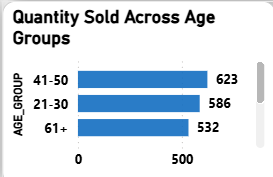 Quantity Sold Across Age
Groups
AGE_GROUP
41-50 623
21-30 586
61+ 532
0 500